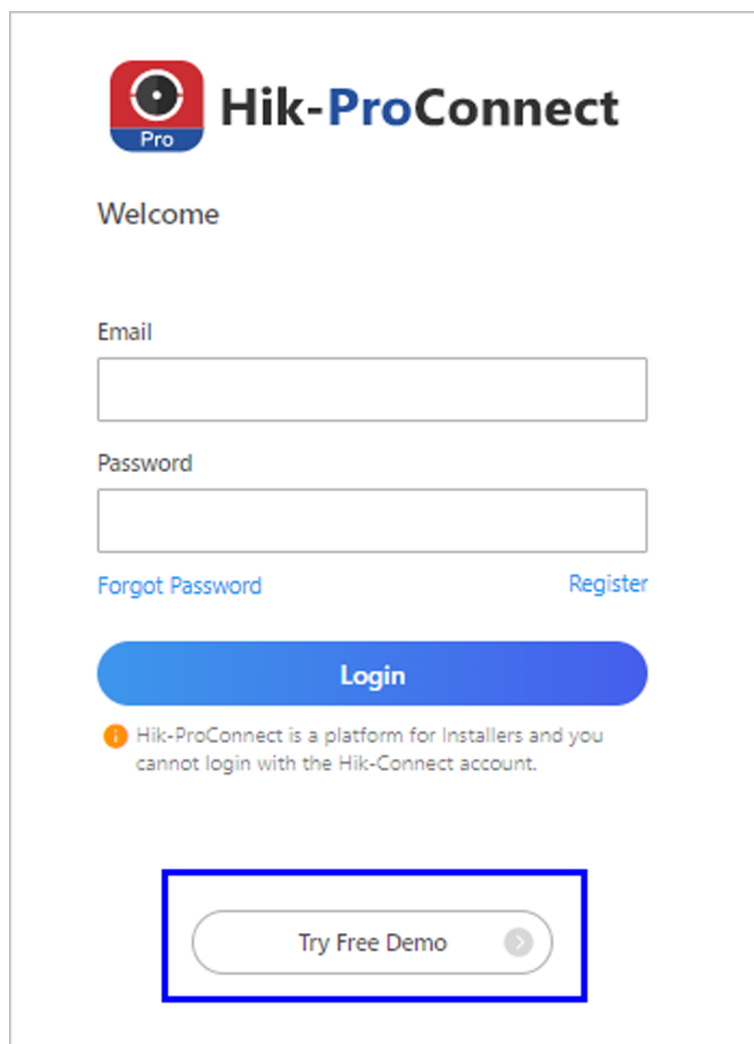 Pro
Hik-ProConnect
Welcome
Email
Password
Forgot Password
Register
Login
Hik-ProConnect is a platform for Installers and you
cannot login with the Hik-Connect account.
Try Free Demo